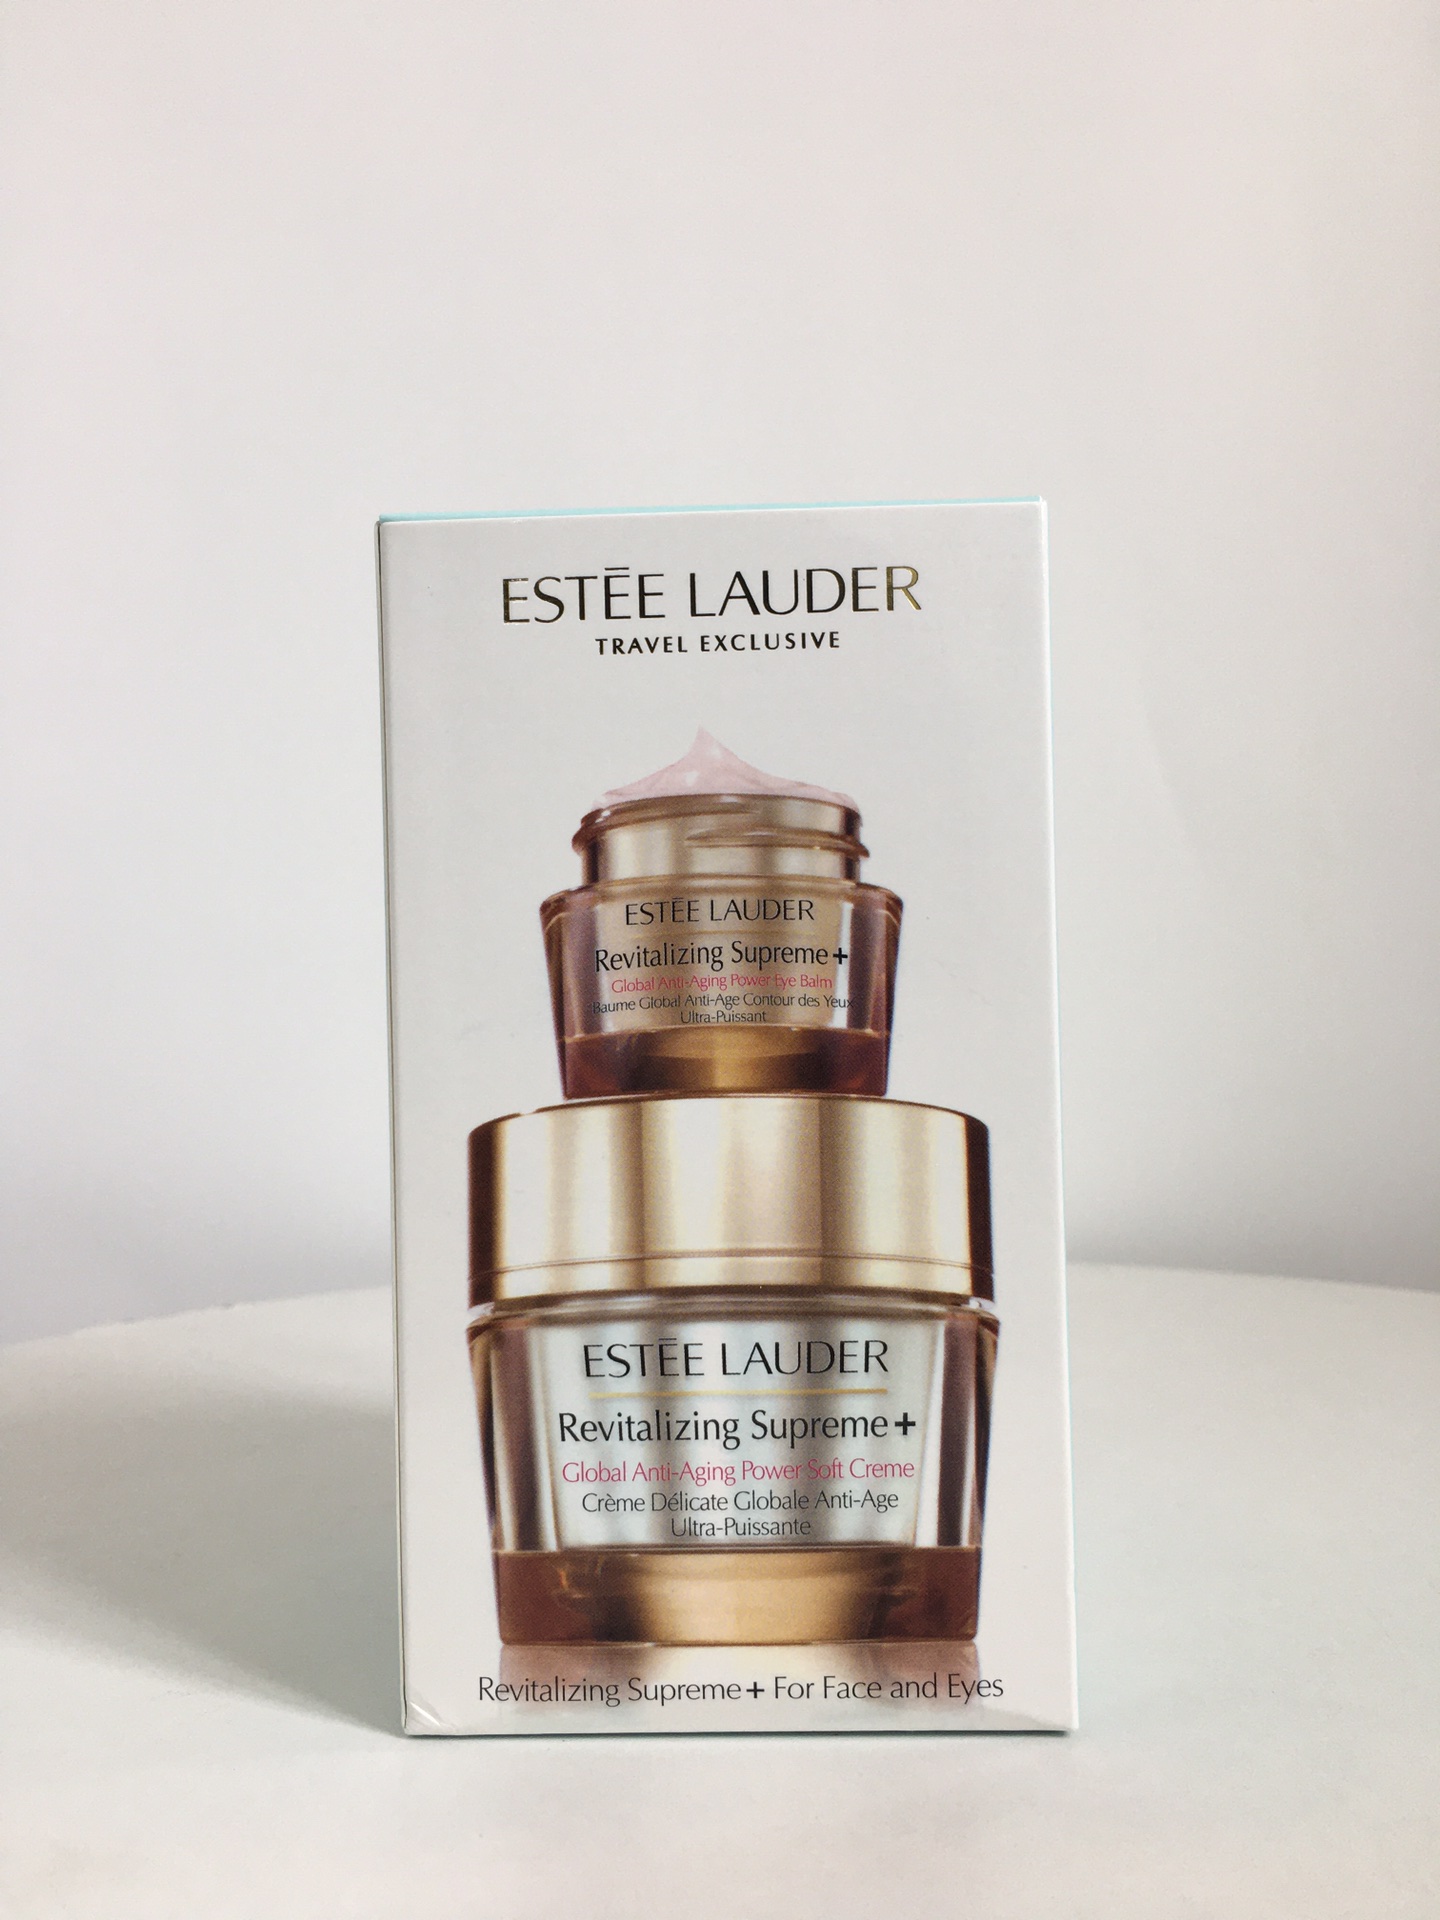 ESTĒE LAUDER
TRAVEL EXCLUSIVE
ESTĒE LAUDER
Revitalizing Supreme+
Global Anti-Aging Power Eye Balm
Baume Global Anti-Age Contour des Yeux
Ultra-Puissant
ESTĒE LAUDER
Revitalizing Supreme+
Global Anti-Aging Power Soft Creme
Crème Délicate Globale Anti-Age
Ultra-Puissante
Revitalizing Supreme+ For Face and Eyes